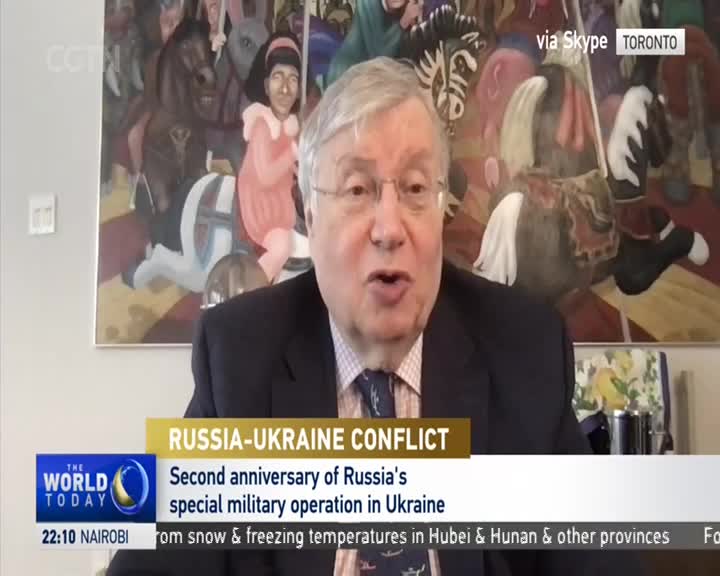 CGTN
via Skype TORONTO
RUSSIA-UKRAINE CONFLICT
THE
WORLD
TODAY
Second anniversary of Russia's
special military operation in Ukraine
22:10 NAIROBI
rom snow & freezing temperatures in Hubei & Hunan & other provinces Fo